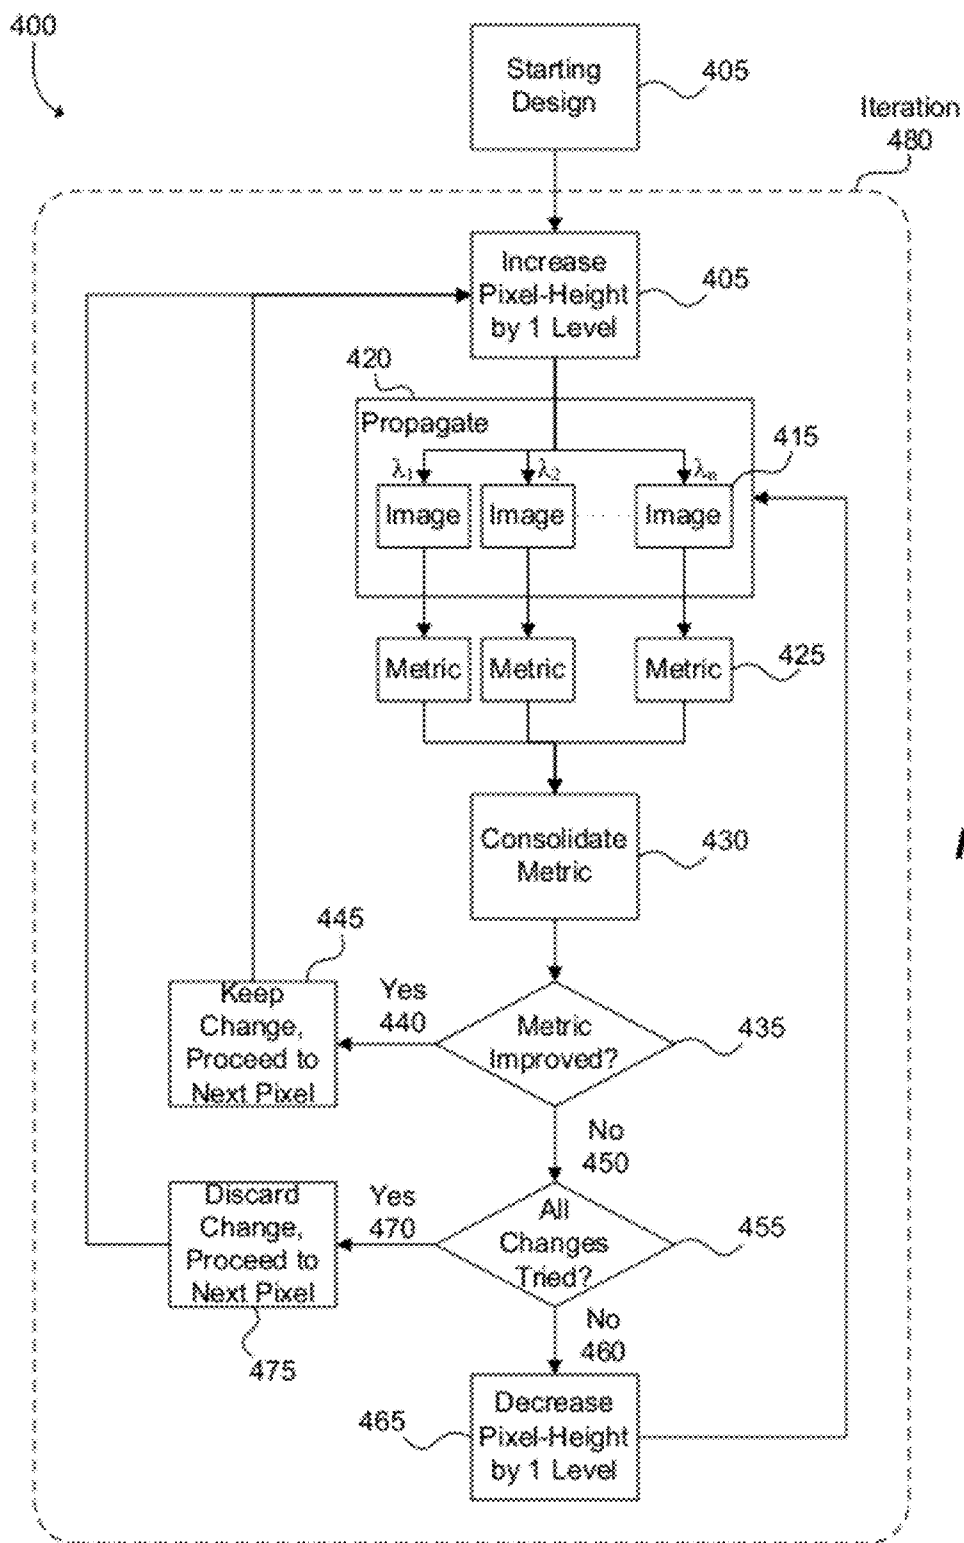 400
Starting
Design
405
Iteration
480
Increase
Pixel-Height
by 1 Level
405
420
Propagate
415
λ1
λ2
λn
Image
Image
Image
Metric
Metric
Metric
425
Consolidate
Metric
430
445
Keep
Change,
Proceed to
Next Pixel
Yes
440
Metric
Improved?
435
No
450
Discard
Change,
Proceed to
Next Pixel
Yes
470
All
Changes
Tried?
455
475
No
460
465
Decrease
Pixel-Height
by 1 Level